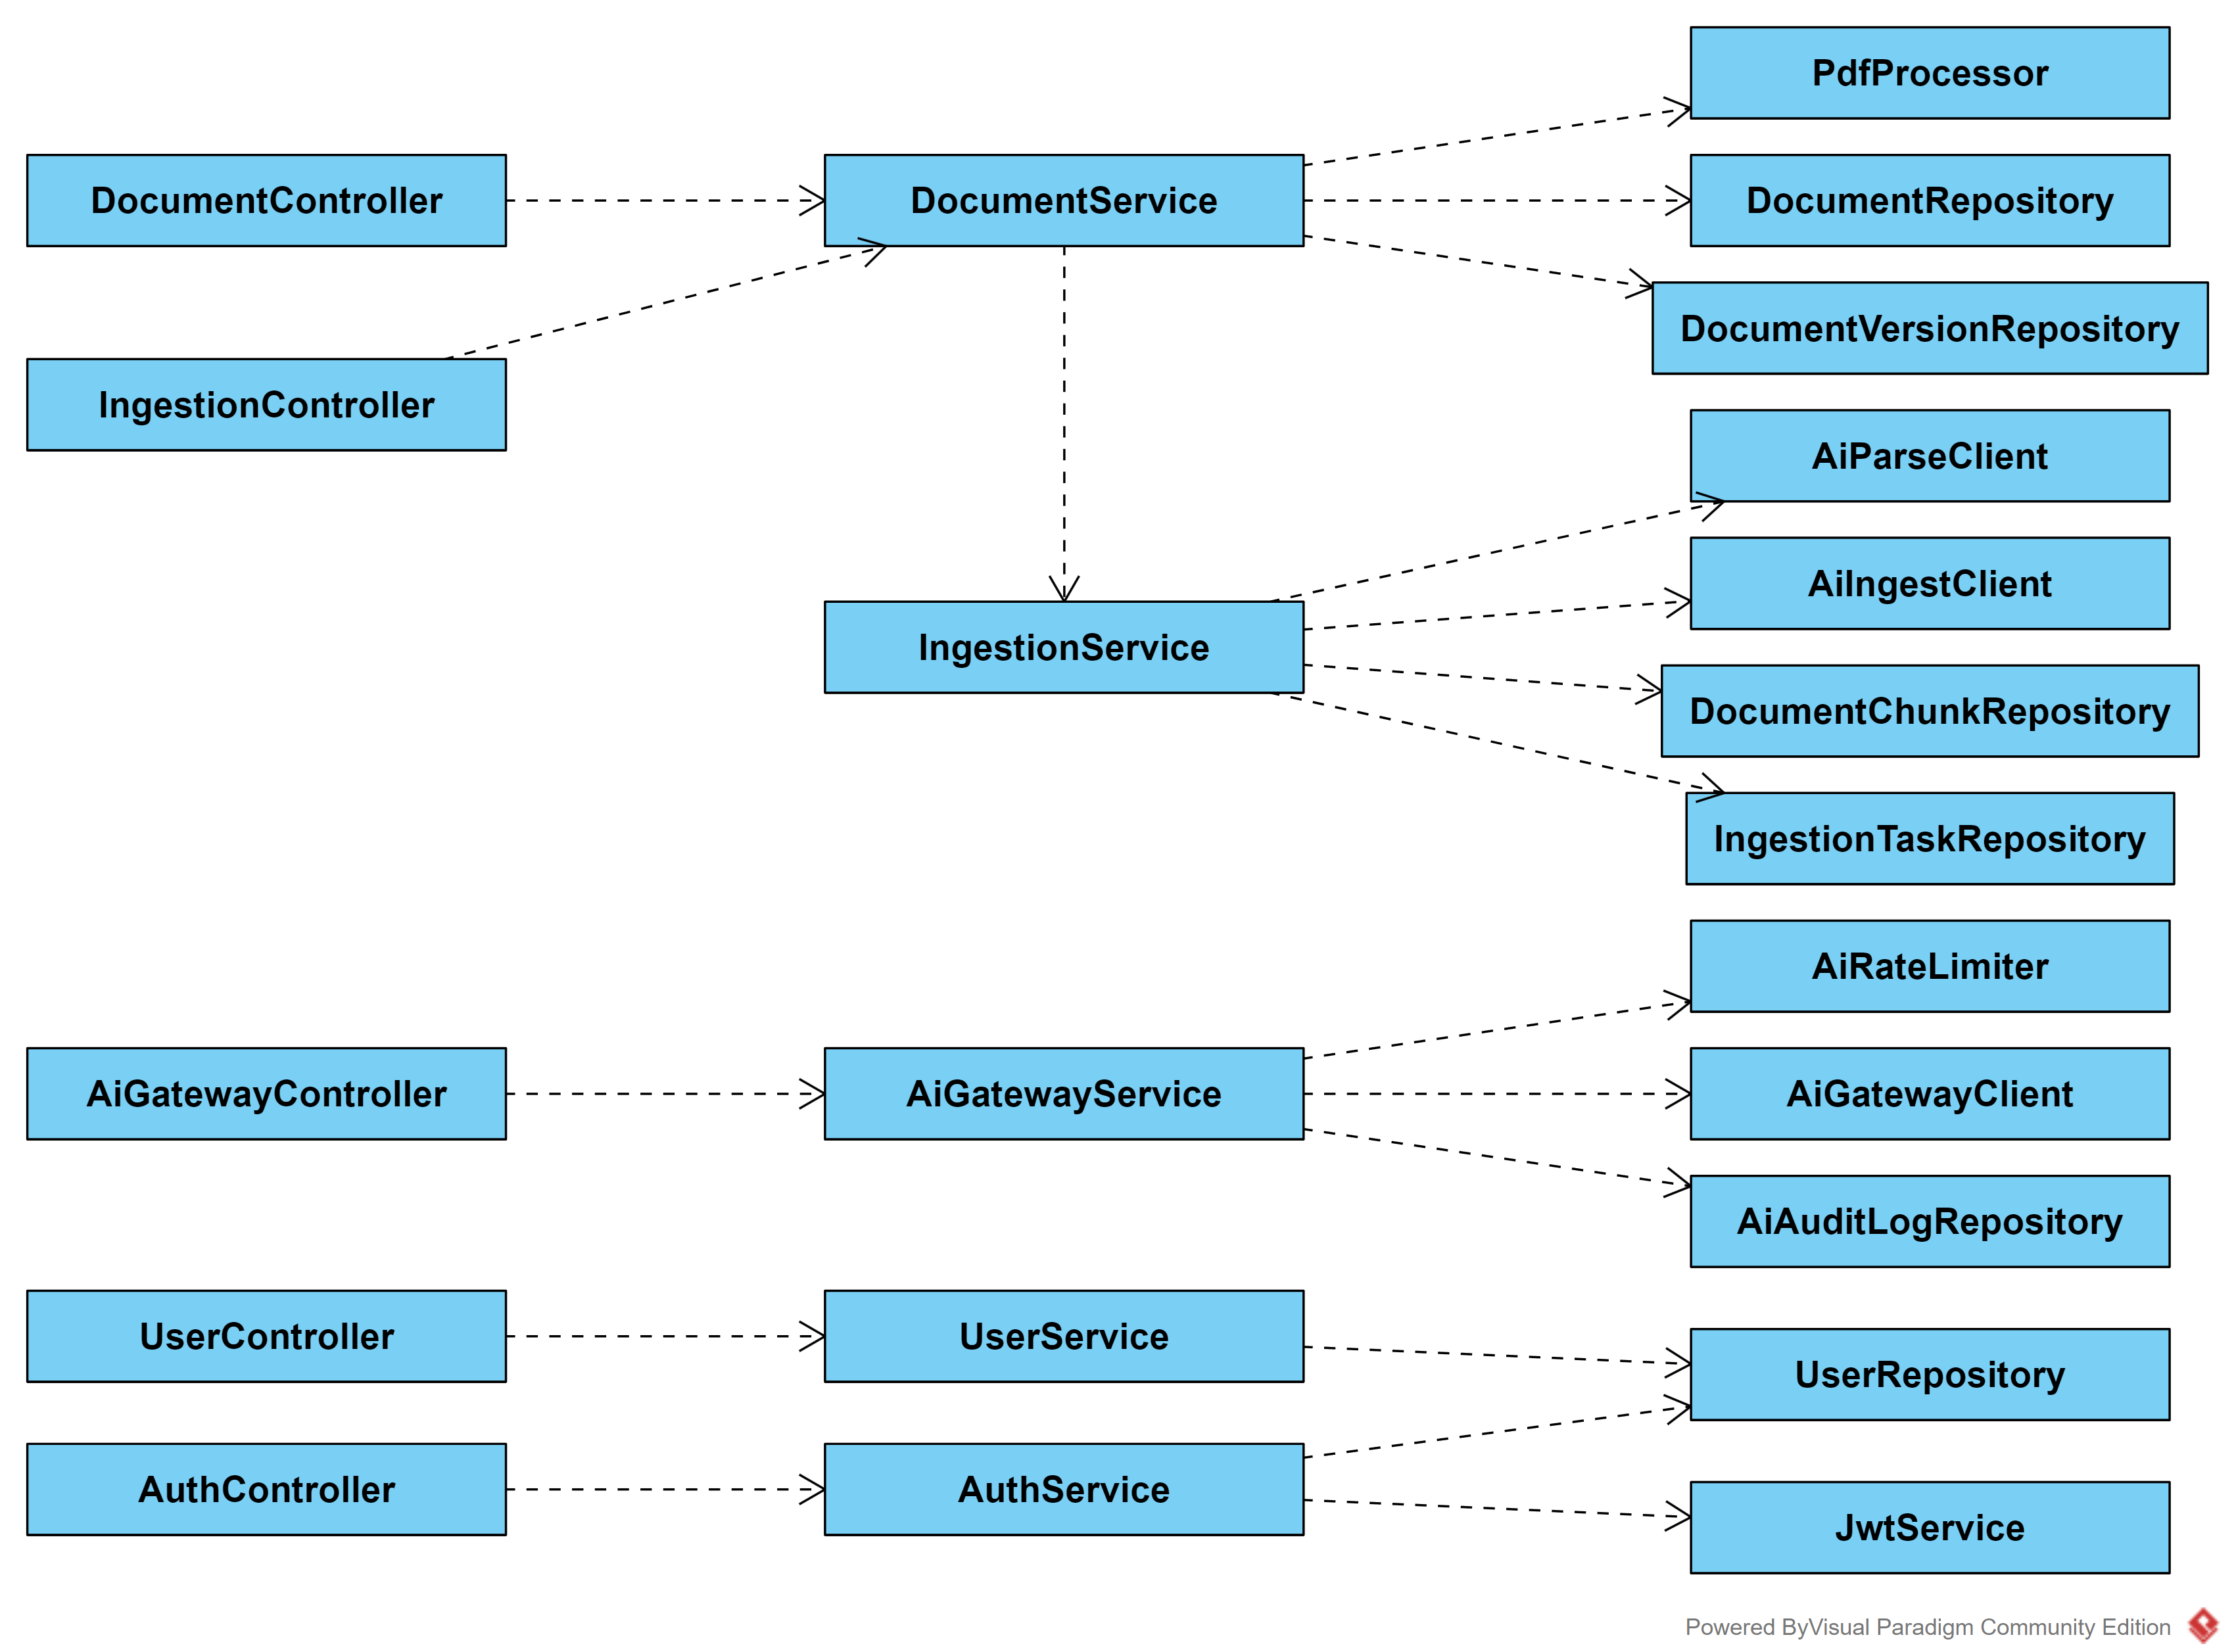 PdfProcessor
DocumentController
DocumentService
DocumentRepository
DocumentVersionRepository
IngestionController
AiParseClient
AiIngestClient
IngestionService
DocumentChunkRepository
IngestionTaskRepository
AiRateLimiter
AiGatewayController
AiGatewayService
AiGatewayClient
AiAuditLogRepository
UserController
UserService
UserRepository
AuthController
AuthService
JwtService
Powered ByVisual Paradigm Community Edition